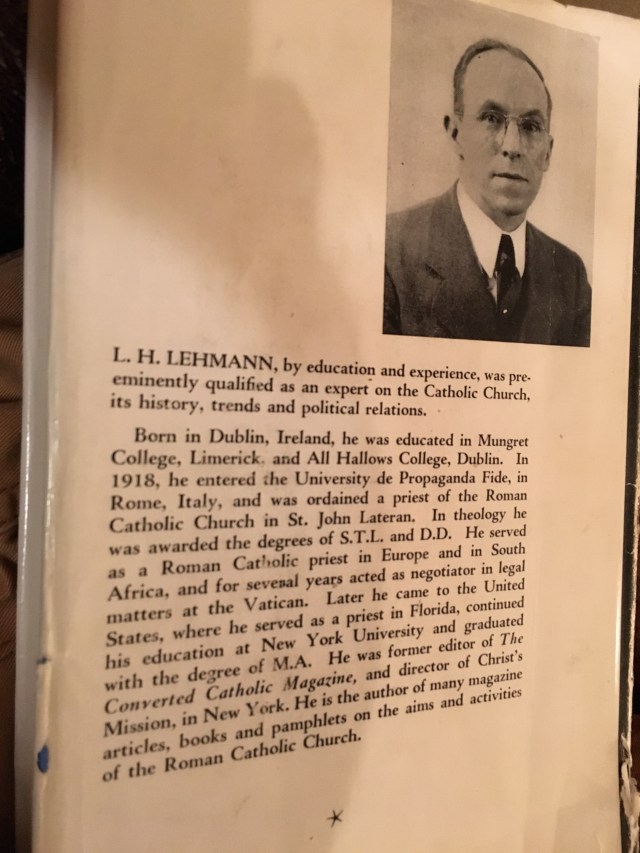 L. H. LEHMANN, by education and experience, was pre-
eminently qualified as an expert on the Catholic Church,
its history, trends and political relations.
Born in Dublin, Ireland, he was educated in Mungret
College, Limerick. and All Hallows College, Dublin. In
1918, he entered the University de Propaganda Fide, in
Rome, Italy, and was ordained a priest of the Roman
Catholic Church in St. John Lateran. In theology he
was awarded the degrees of S.T.L. and D.D. He served
as a Roman Catholic priest in Europe and in South
Africa, and for several years acted as negotiator in legal
matters at the Vatican. Later he came to the United
States, where he served as a priest in Florida, continued
his education at New York University and graduated
with the degree of M.A. He was former editor of The
Converted Catholic Magazine, and director of Christ's
Mission, in New York. He is the author of many magazine
articles, books and pamphlets on the aims and activities
of the Roman Catholic Church.